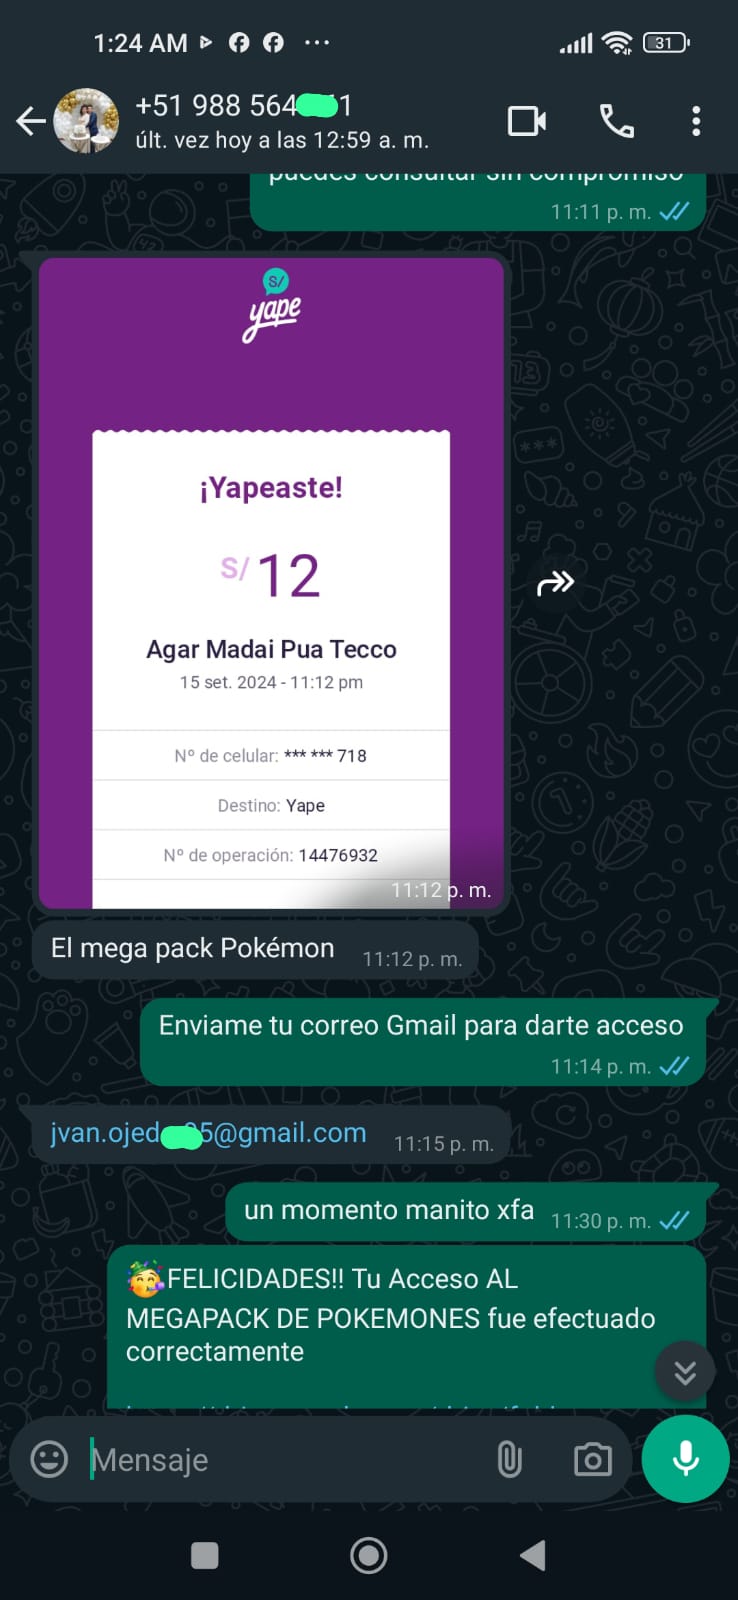 1:24 AM
31
+51 988 564 1
últ. vez hoy a las 12:59 a. m.
puedes consultar sin compromiso
11:11 p. m.
S/
yape
¡Yapeaste!
S/ 12
Agar Madai Pua Tecco
15 set. 2024 - 11:12 pm
Nº de celular: *** *** 718
Destino: Yape
Nº de operación: 14476932
11:12 p. m.
El mega pack Pokémon 11:12 p. m.
Enviame tu correo Gmail para darte acceso
11:14 p. m.
jvan.ojed 5@gmail.com 11:15 p. m.
un momento manito xfa 11:30 p. m.
🥳FELICIDADES!! Tu Acceso AL
MEGAPACK DE POKEMONES fue efectuado
correctamente
Mensaje